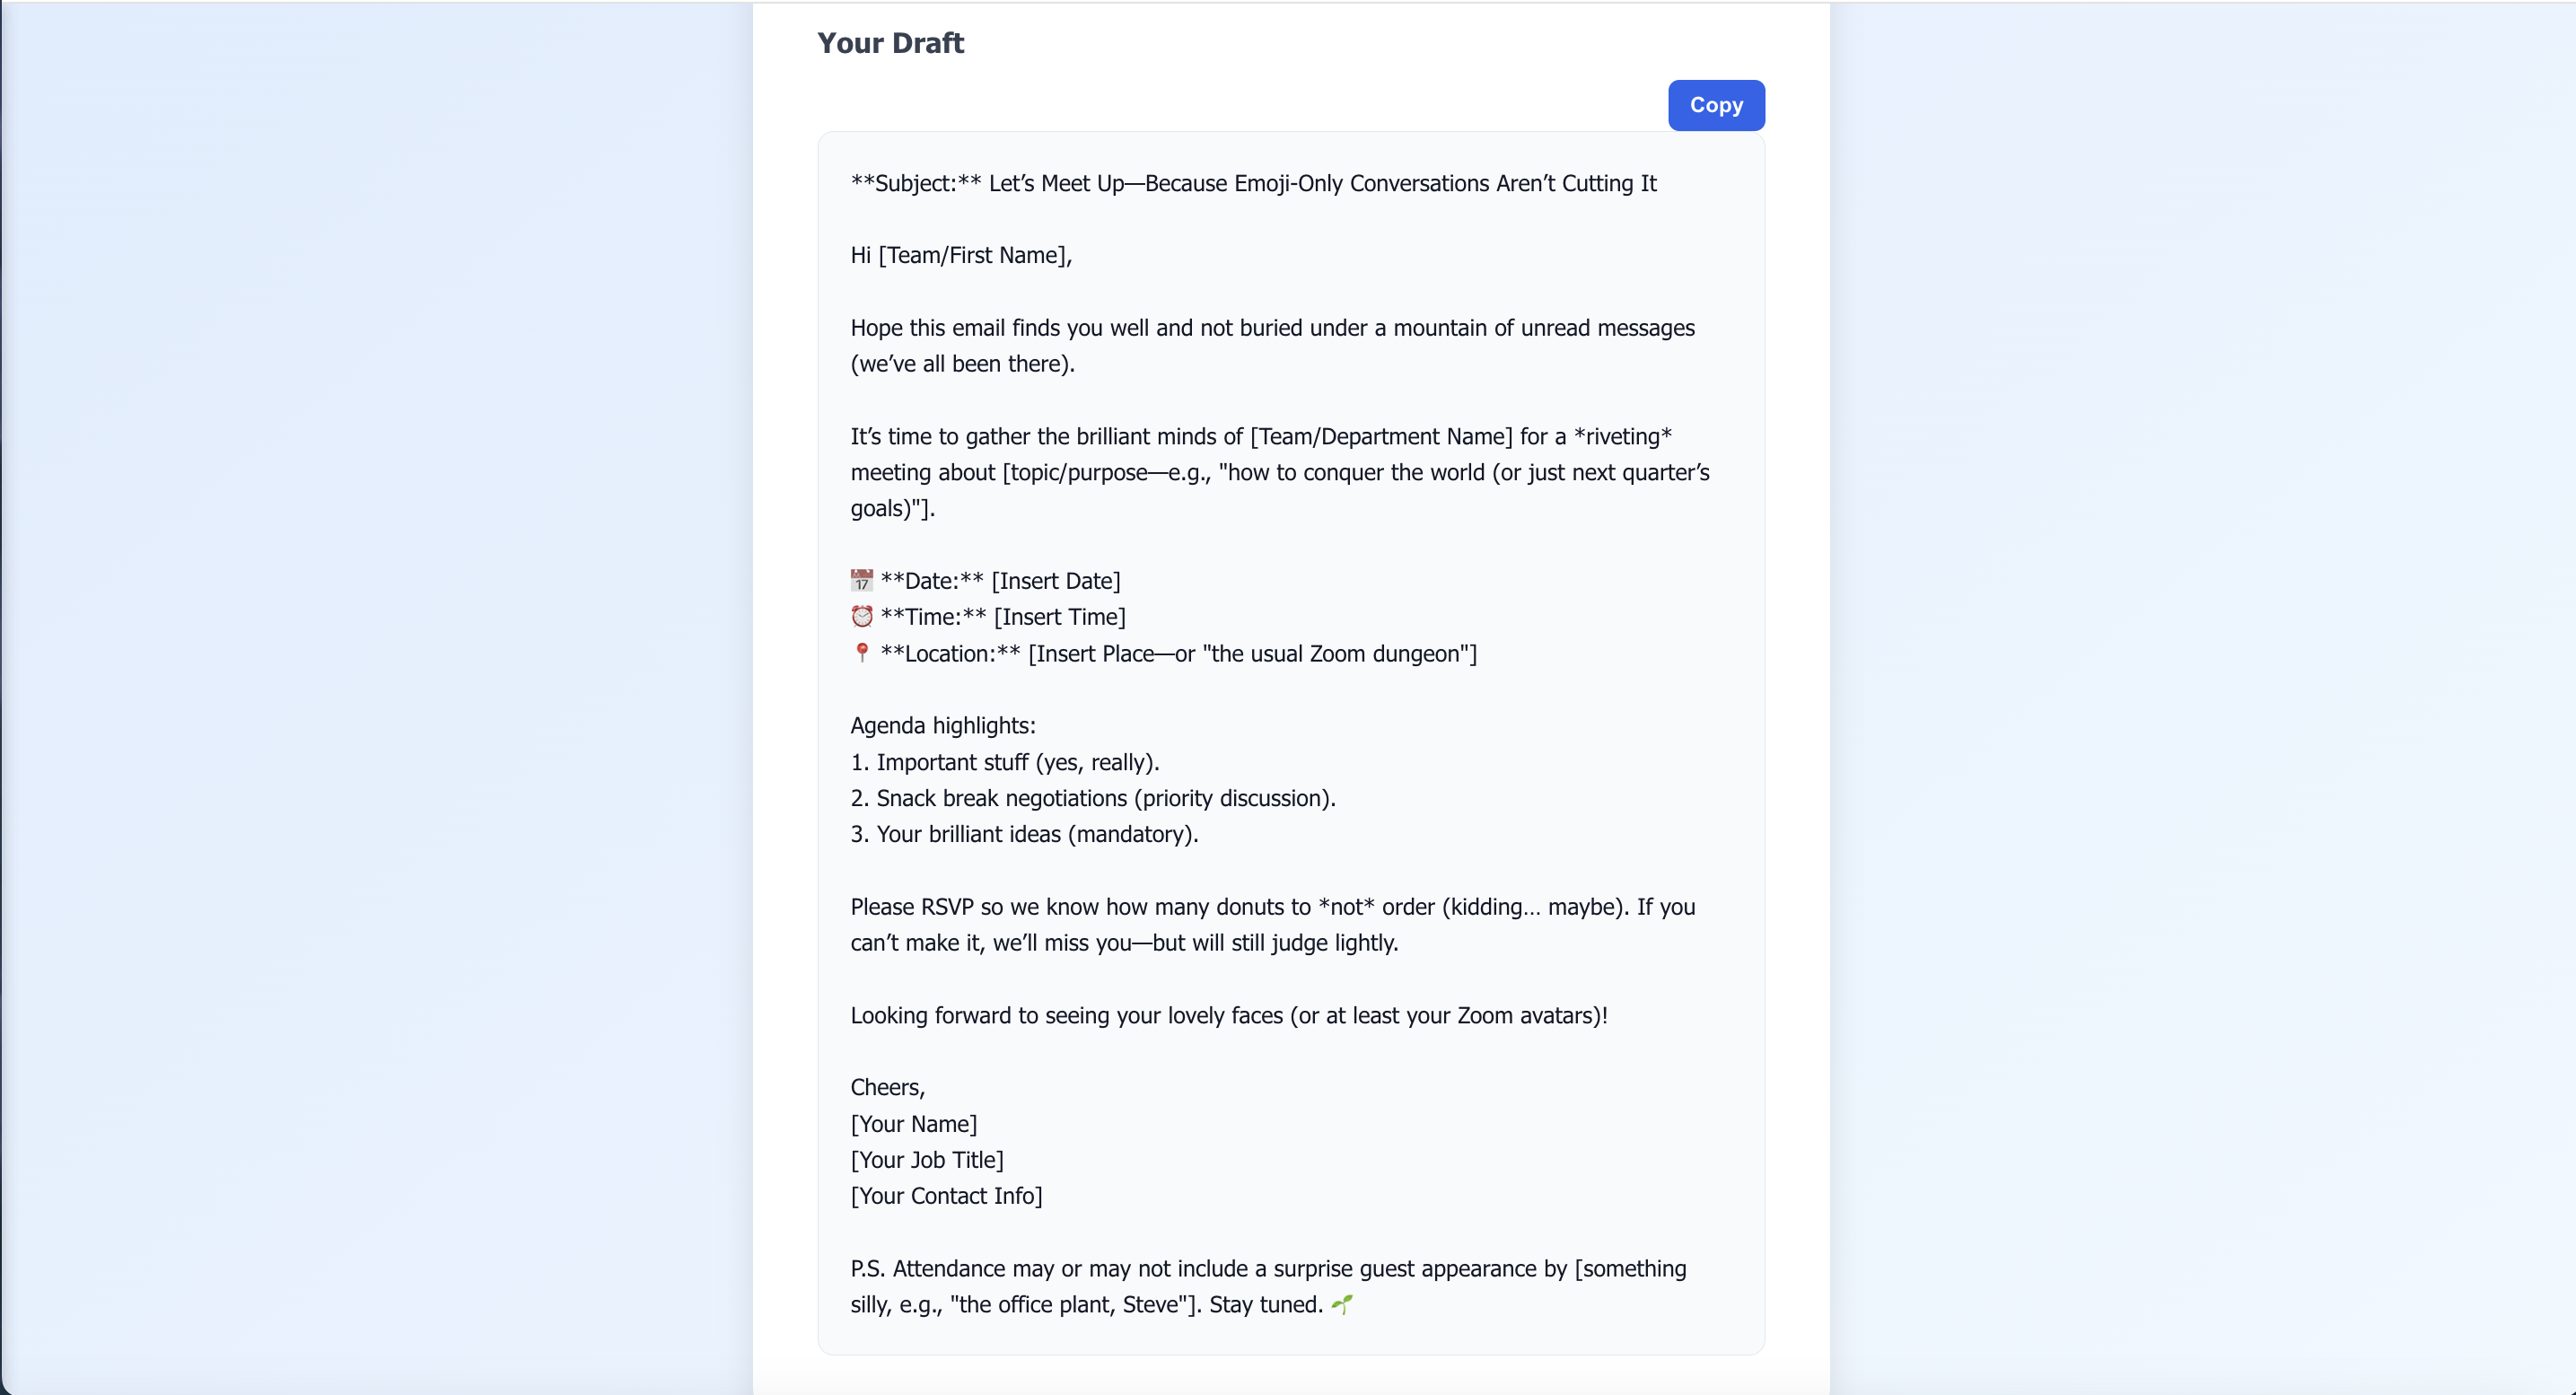 Your Draft
Copy
**Subject:** Let’s Meet Up—Because Emoji-Only Conversations Aren’t Cutting It
Hi [Team/First Name],
Hope this email finds you well and not buried under a mountain of unread messages
(we’ve all been there).
It’s time to gather the brilliant minds of [Team/Department Name] for a *riveting*
meeting about [topic/purpose—e.g., "how to conquer the world (or just next quarter’s
goals)"].
📅 **Date:** [Insert Date]
⏰ **Time:** [Insert Time]
📍 **Location:** [Insert Place—or "the usual Zoom dungeon"]
Agenda highlights:
1. Important stuff (yes, really).
2. Snack break negotiations (priority discussion).
3. Your brilliant ideas (mandatory).
Please RSVP so we know how many donuts to *not* order (kidding… maybe). If you
can’t make it, we’ll miss you—but will still judge lightly.
Looking forward to seeing your lovely faces (or at least your Zoom avatars)!
Cheers,
[Your Name]
[Your Job Title]
[Your Contact Info]
P.S. Attendance may or may not include a surprise guest appearance by [something
silly, e.g., "the office plant, Steve"]. Stay tuned. 🌱